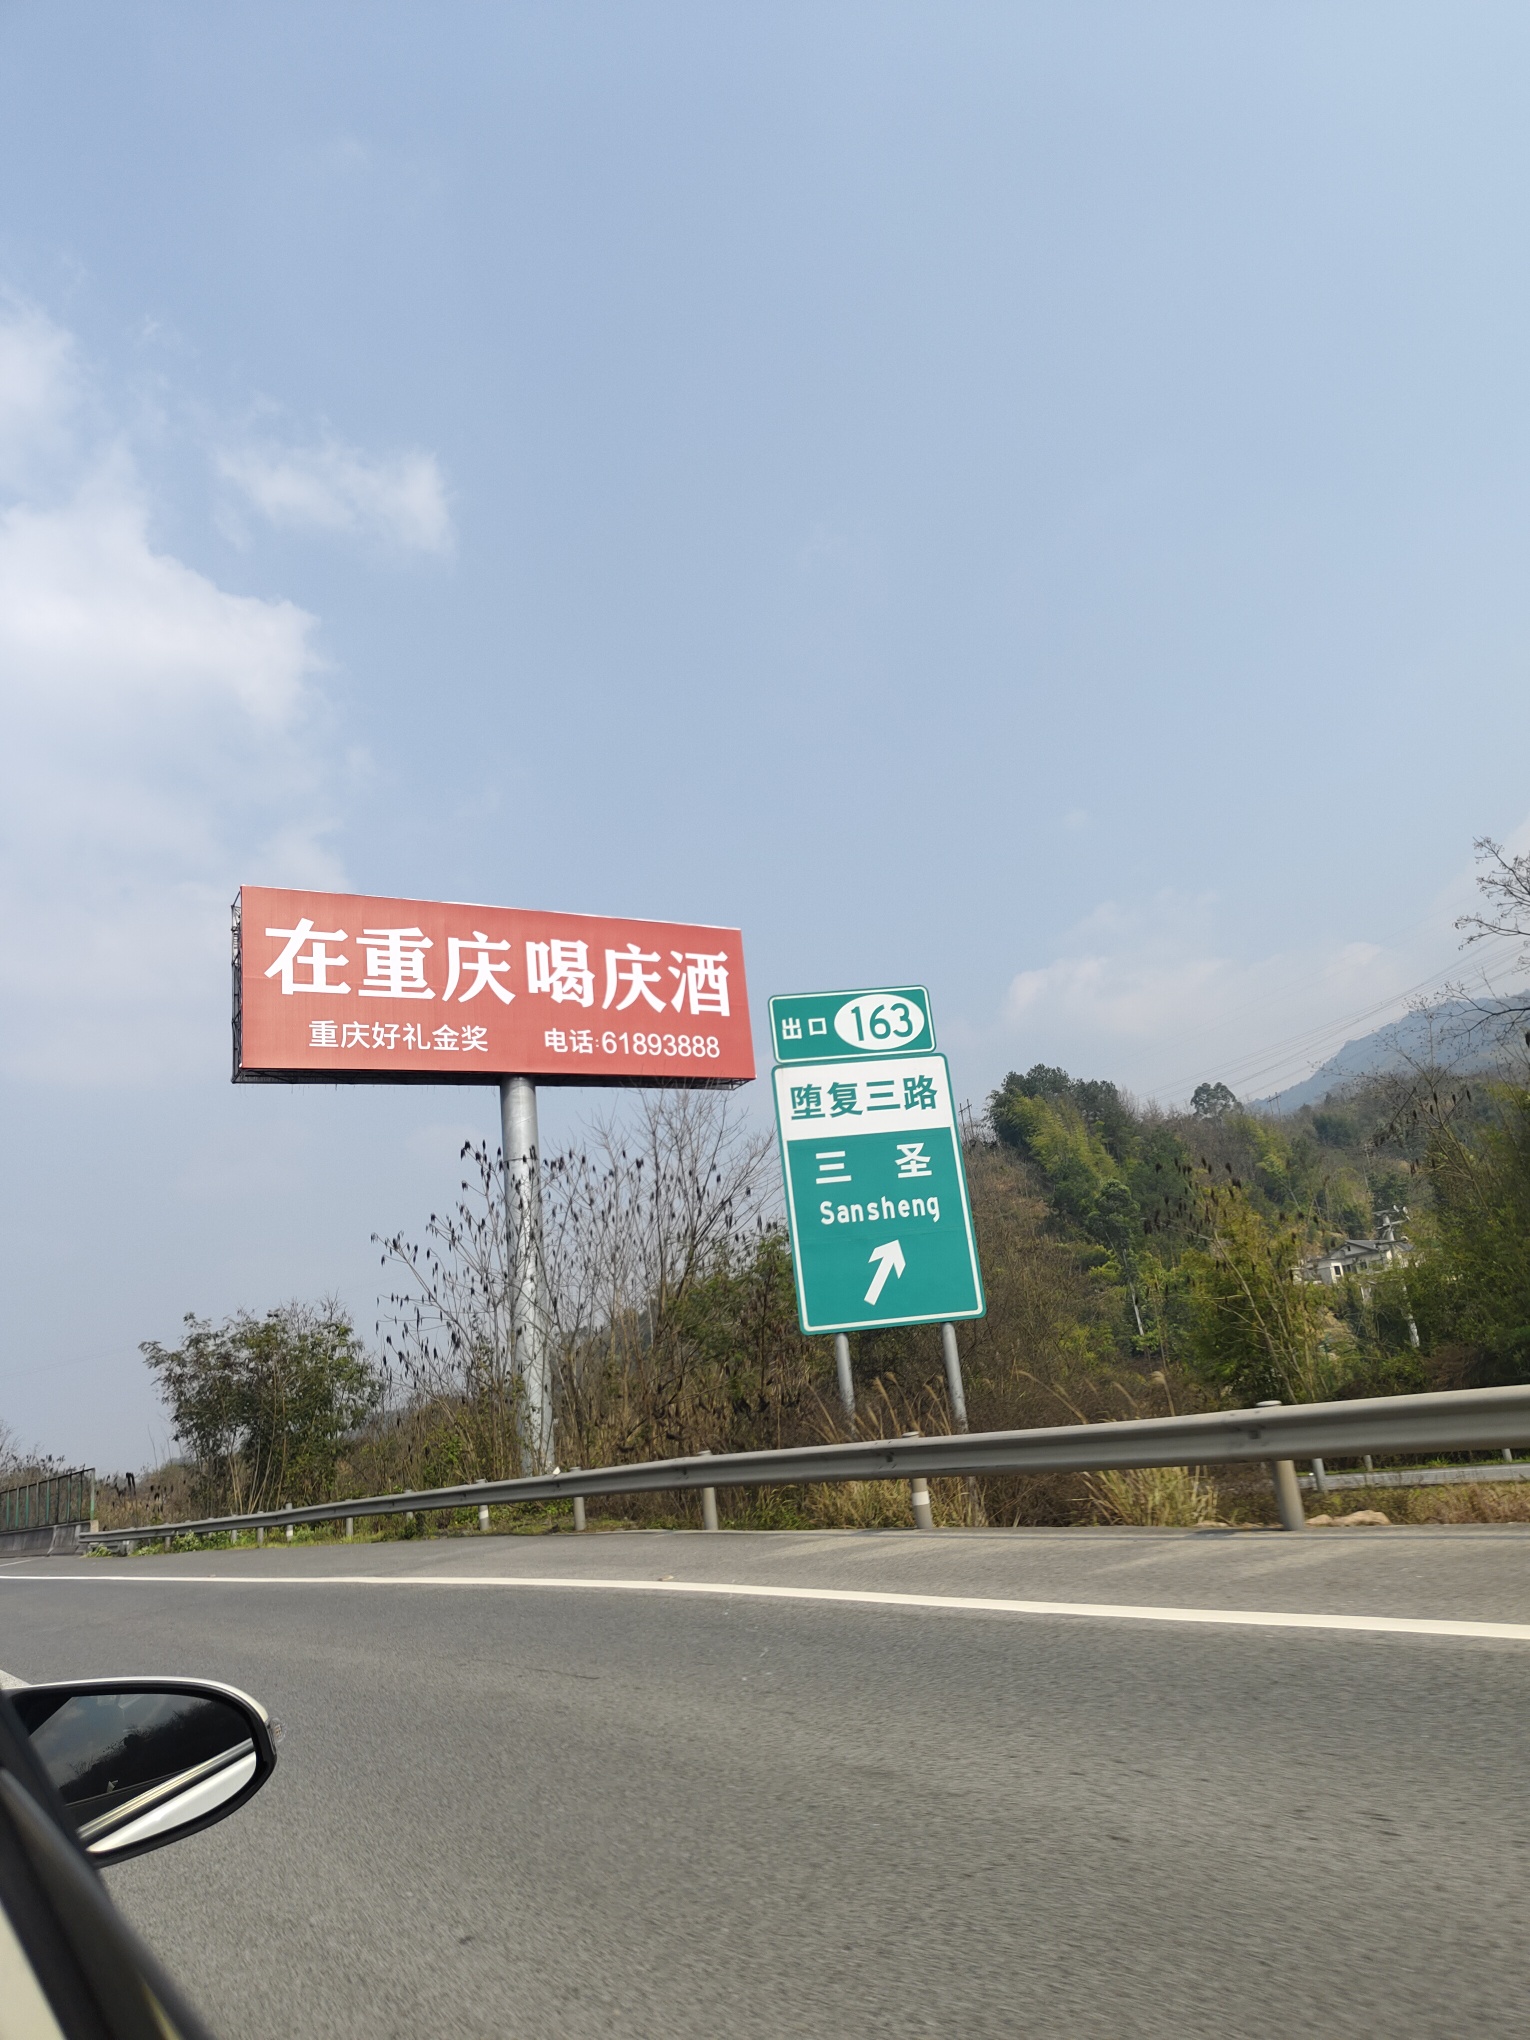 在重庆喝庆酒
重庆好礼金奖 电话:61893888
出口 163
堕复三路
三 圣
Sansheng